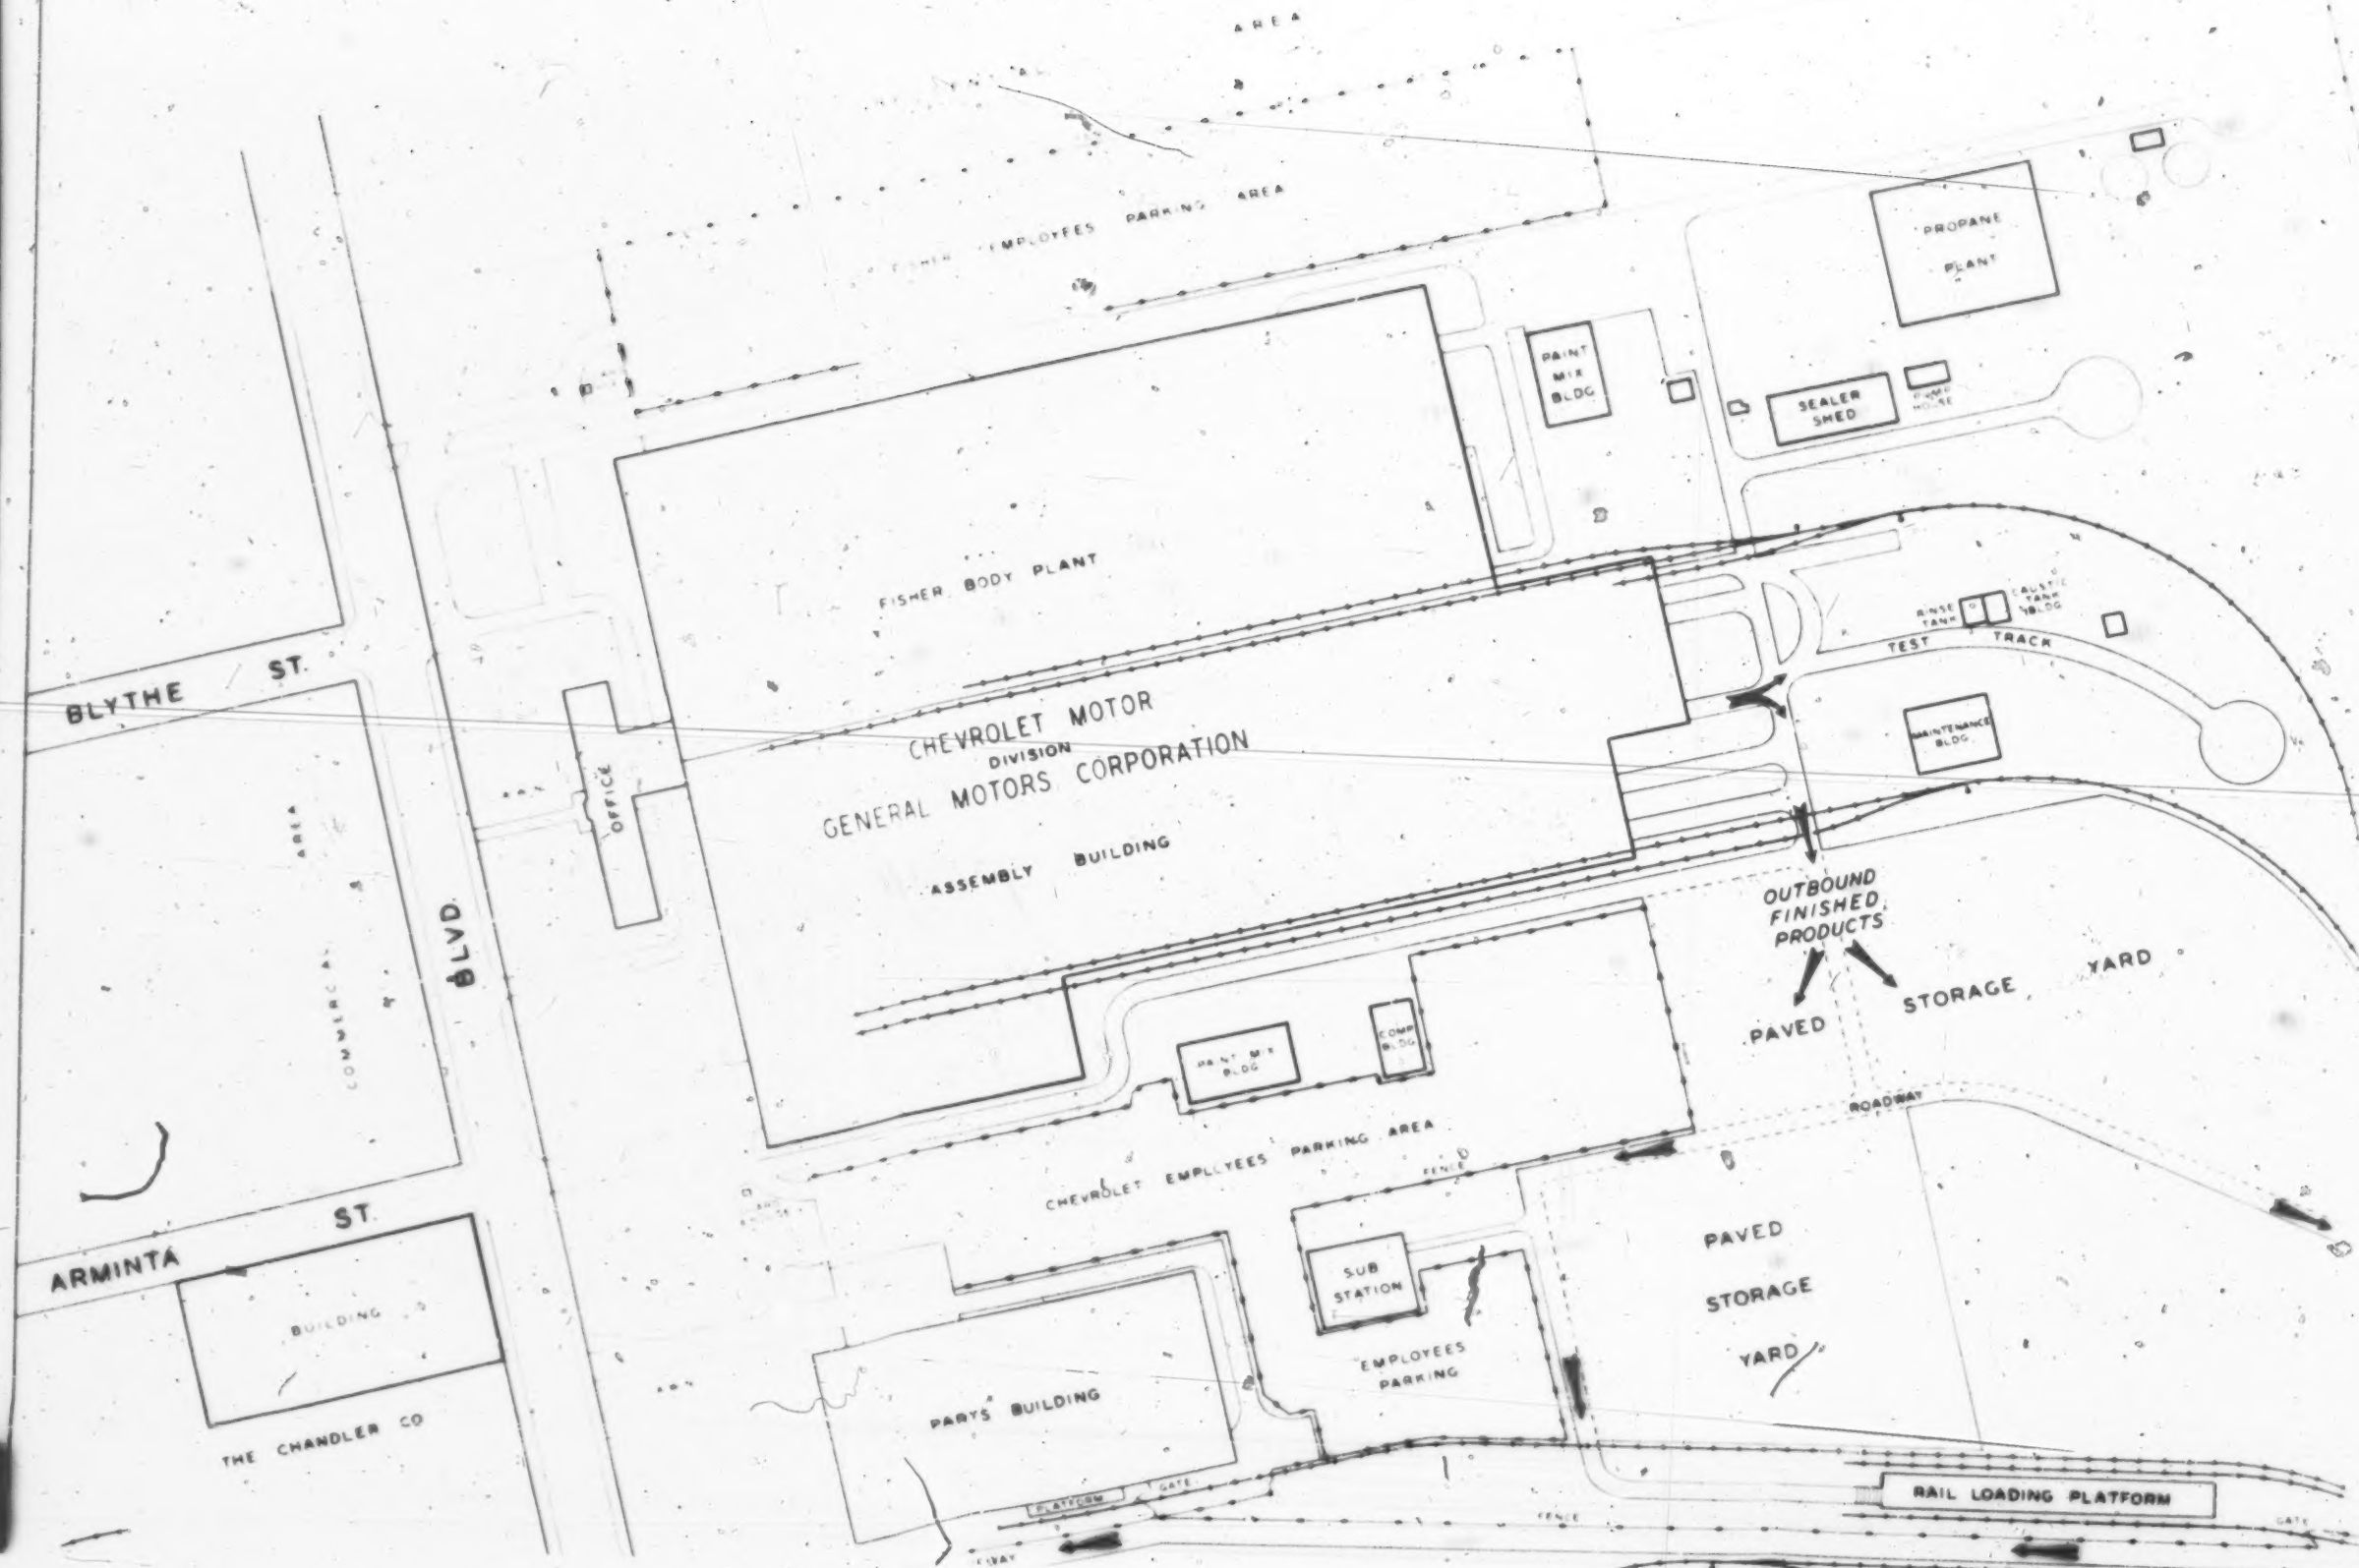 AREA
FISHER EMPLOYEES PARKING AREA
PROPANE
PLANT
PAINT
MIX
BLDG
SEALER
SHED
PUMP
HOUSE
FISHER BODY PLANT
RINSE
TANK
CAUSTIC
TANK
BLDG
TEST TRACK
BLYTHE ST.
CHEVROLET MOTOR
DIVISION
GENERAL MOTORS CORPORATION
MAINTENANCE
BLDG.
OFFICE
ASSEMBLY BUILDING
COMMERCIAL AREA
BLVD.
OUTBOUND
FINISHED
PRODUCTS
PAVED STORAGE YARD
PAINT MIX
BLDG
COMP
BLDG
ROADWAY
CHEVROLET EMPLOYEES PARKING AREA
FENCE
ARMINTA ST.
BUILDING
THE CHANDLER CO
SUB
STATION
EMPLOYEES
PARKING
PAVED
STORAGE
YARD
PARTS BUILDING
PLATFORM
GATE
RAIL LOADING PLATFORM
FENCE
GATE